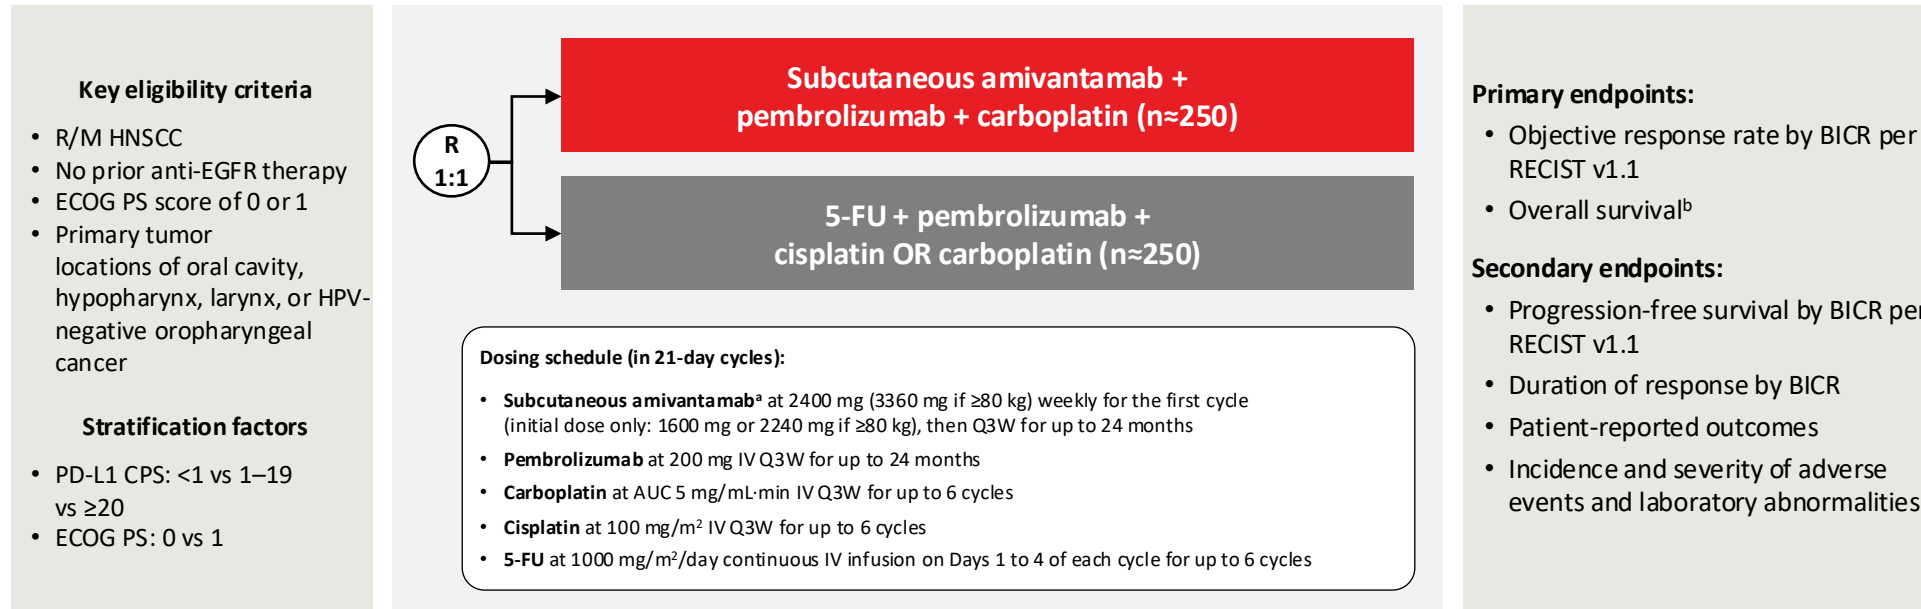 Key eligibility criteria
• R/M HNSCC
• No prior anti-EGFR therapy
• ECOG PS score of 0 or 1
• Primary tumor
locations of oral cavity,
hypopharynx, larynx, or HPV-
negative oropharyngeal
cancer
Stratification factors
• PD-L1 CPS: <1 vs 1–19
vs ≥20
• ECOG PS: 0 vs 1
R
1:1
Subcutaneous amivantamab +
pembrolizumab + carboplatin (n≈250)
5-FU + pembrolizumab +
cisplatin OR carboplatin (n≈250)
Dosing schedule (in 21-day cycles):
• Subcutaneous amivantamabᵃ at 2400 mg (3360 mg if ≥80 kg) weekly for the first cycle
(initial dose only: 1600 mg or 2240 mg if ≥80 kg), then Q3W for up to 24 months
• Pembrolizumab at 200 mg IV Q3W for up to 24 months
• Carboplatin at AUC 5 mg/mL·min IV Q3W for up to 6 cycles
• Cisplatin at 100 mg/m² IV Q3W for up to 6 cycles
• 5-FU at 1000 mg/m²/day continuous IV infusion on Days 1 to 4 of each cycle for up to 6 cycles
Primary endpoints:
• Objective response rate by BICR per
RECIST v1.1
• Overall survivalᵇ
Secondary endpoints:
• Progression-free survival by BICR per
RECIST v1.1
• Duration of response by BICR
• Patient-reported outcomes
• Incidence and severity of adverse
events and laboratory abnormalities